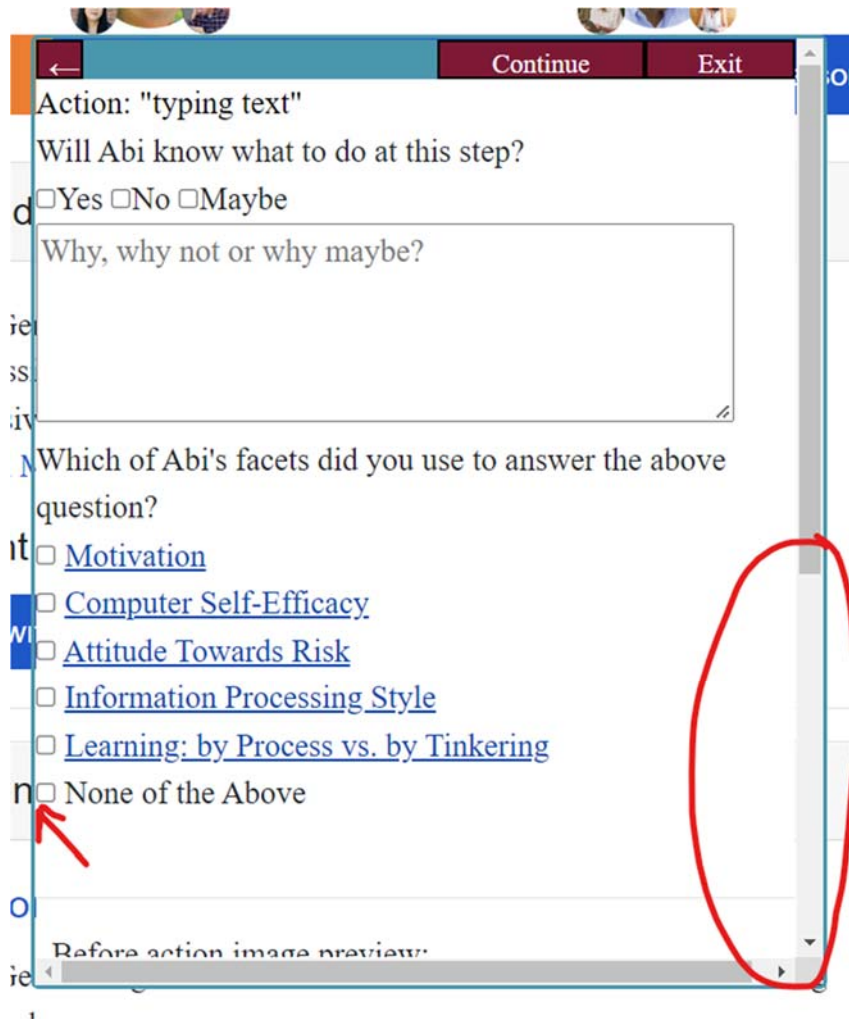 ← Continue Exit
Action: "typing text"
Will Abi know what to do at this step?
Yes No Maybe
Why, why not or why maybe?
Which of Abi's facets did you use to answer the above
question?
Motivation
Computer Self-Efficacy
Attitude Towards Risk
Information Processing Style
Learning: by Process vs. by Tinkering
None of the Above
Before action image preview: